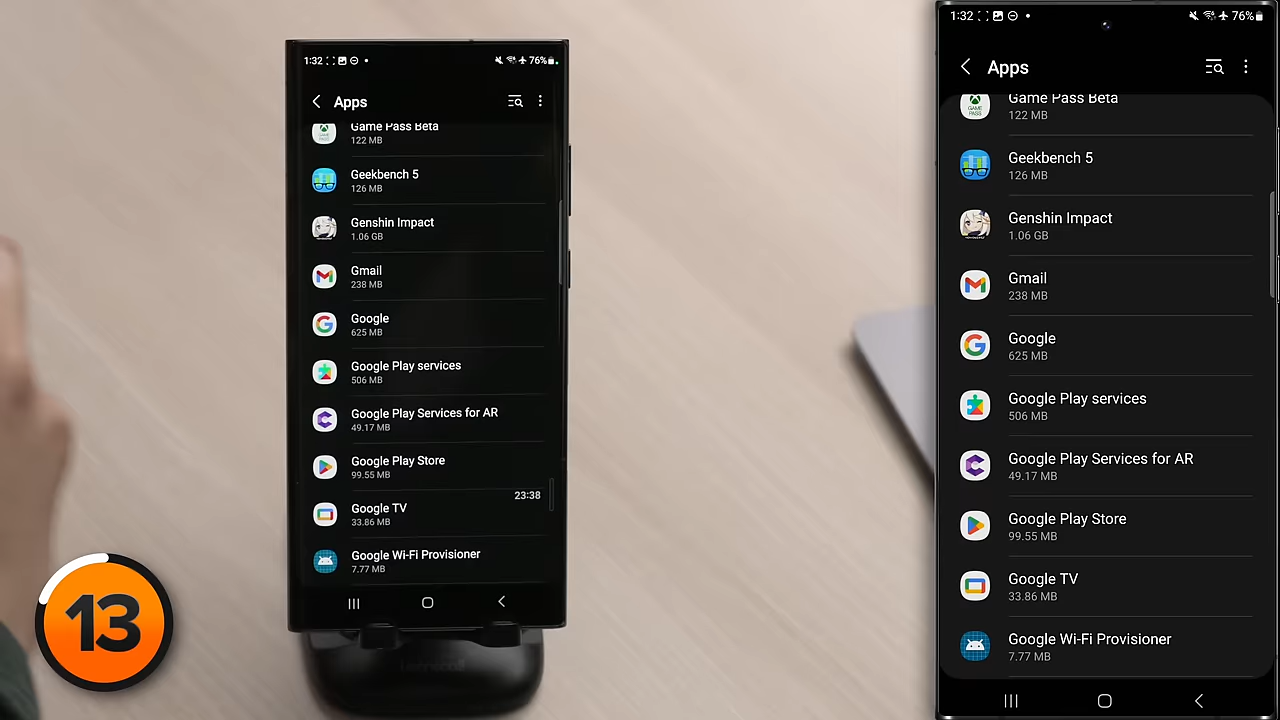 1:32
76%
Apps
Game Pass Beta
122 MB
Geekbench 5
126 MB
Genshin Impact
1.06 GB
Gmail
238 MB
Google
625 MB
Google Play services
506 MB
Google Play Services for AR
49.17 MB
Google Play Store
99.55 MB
23:38
Google TV
33.86 MB
Google Wi-Fi Provisioner
7.77 MB
13
1:32
76%
Apps
Game Pass Beta
122 MB
Geekbench 5
126 MB
Genshin Impact
1.06 GB
Gmail
238 MB
Google
625 MB
Google Play services
506 MB
Google Play Services for AR
49.17 MB
Google Play Store
99.55 MB
Google TV
33.86 MB
Google Wi-Fi Provisioner
7.77 MB